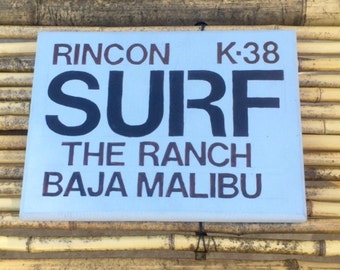 RINCON K·38
SURF
THE RANCH
BAJA MALIBU